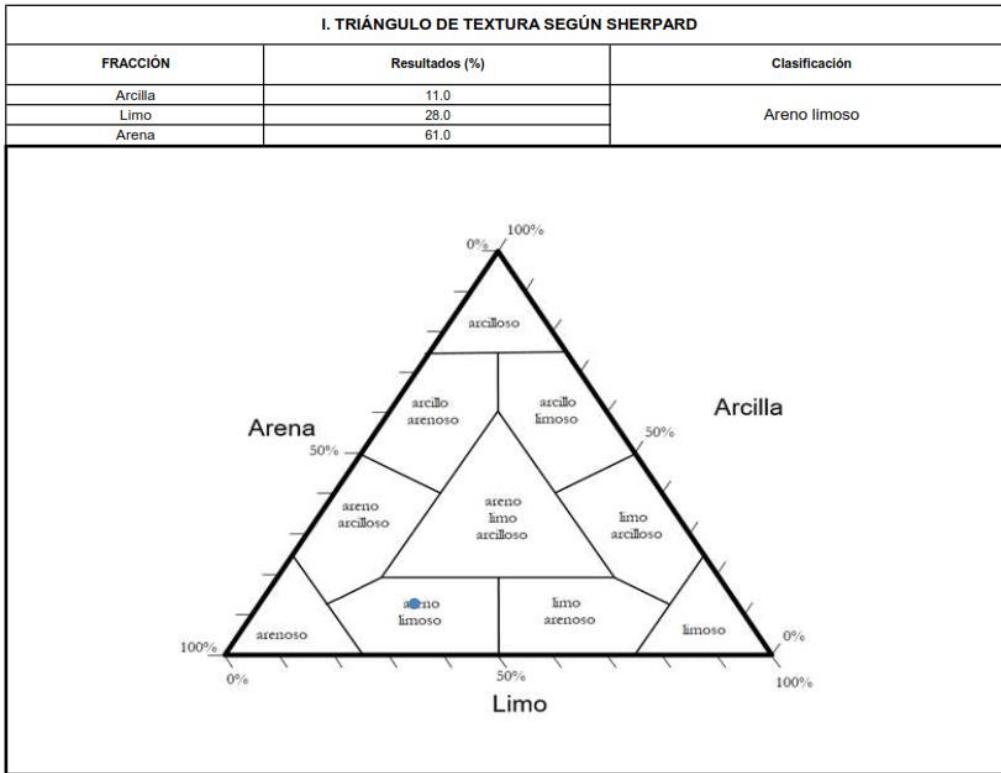 I. TRIÁNGULO DE TEXTURA SEGÚN SHERPARD
FRACCIÓN Resultados (%) Clasificación
Arcilla 11.0
Areno limoso
Limo 28.0
Arena 61.0
100%
0%
arcilloso
arcillo
arenoso
arcillo
limoso
Arcilla
Arena
50%
50%
areno
arcilloso
areno
limo
arcilloso
limo
arcilloso
areno
limoso
limo
arenoso
arenoso
limoso
0%
100%
0%
50%
100%
Limo